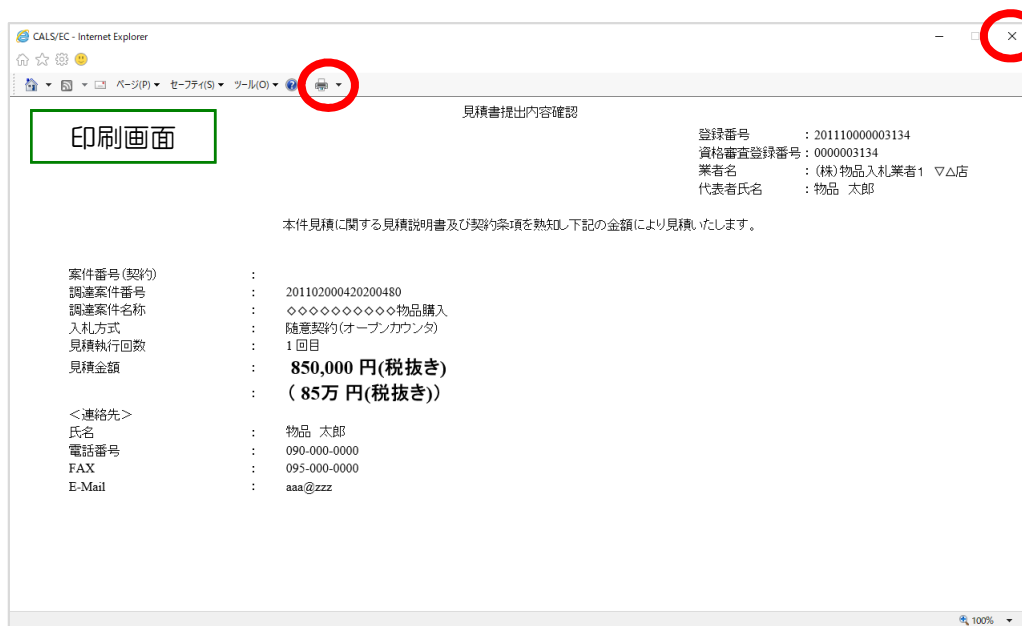 CALS/EC - Internet Explorer
ページ(P) セーフティ(S) ツール(O)
印刷画面
見積書提出内容確認
登録番号 : 201110000003134
資格審査登録番号 : 0000003134
業者名 : (株)物品入札業者1 ▽△店
代表者氏名 : 物品 太郎
本件見積に関する見積説明書及び契約条項を熟知し下記の金額により見積いたします。
案件番号(契約) :
調達案件番号 : 201102000420200480
調達案件名称 : ◇◇◇◇◇◇◇◇◇◇物品購入
入札方式 : 随意契約(オープンカウンタ)
見積執行回数 : 1 回目
見積金額 : 850,000 円(税抜き)
: ( 85万 円(税抜き))
<連絡先>
氏名 : 物品 太郎
電話番号 : 090-000-0000
FAX : 095-000-0000
E-Mail : aaa@zzz
100%